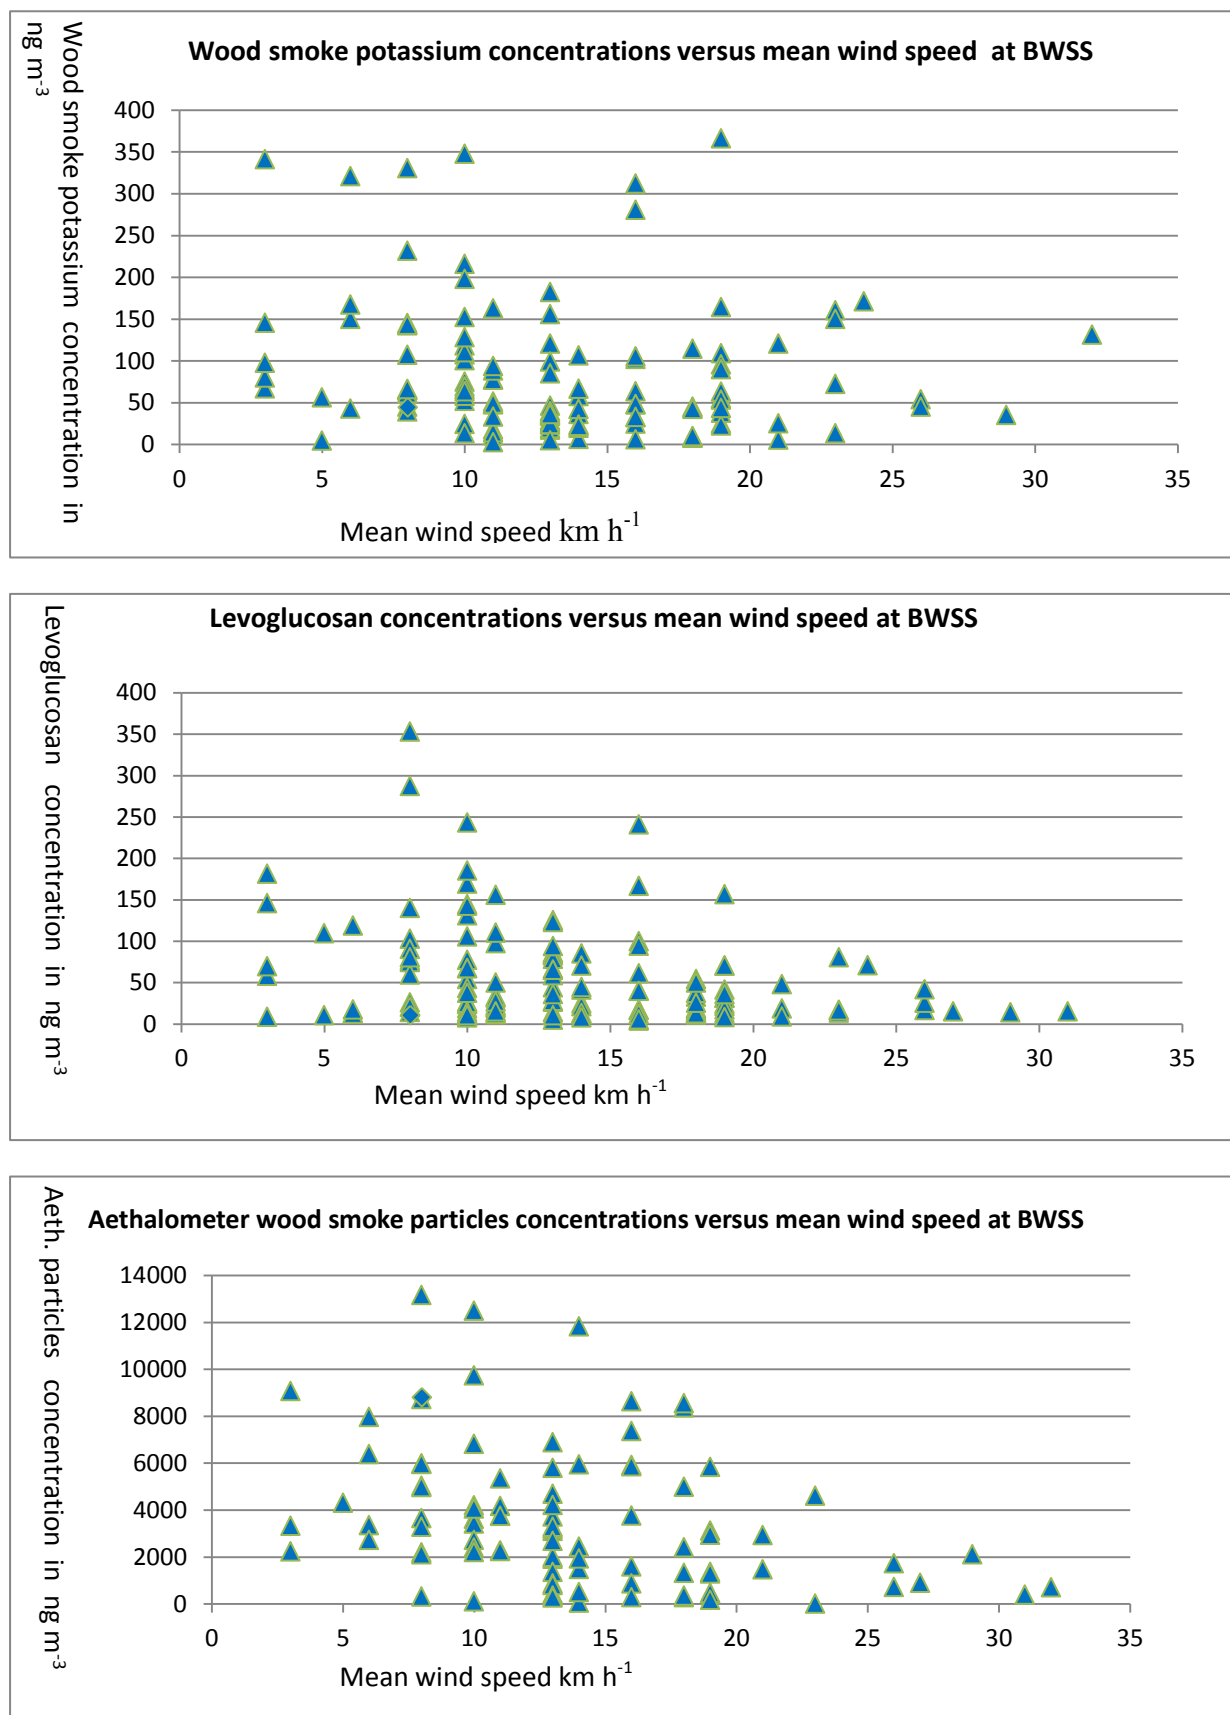 Wood smoke potassium concentration in
ng m-3
Wood smoke potassium concentrations versus mean wind speed at BWSS
400
350
300
250
200
150
100
50
0
0 5 10 15 20 25 30 35
Mean wind speed km h-1
Levoglucosan concentration in ng m-3
Levoglucosan concentrations versus mean wind speed at BWSS
400
350
300
250
200
150
100
50
0
0 5 10 15 20 25 30 35
Mean wind speed km h-1
Aeth. particles concentration in ng m-3
Aethalometer wood smoke particles concentrations versus mean wind speed at BWSS
14000
12000
10000
8000
6000
4000
2000
0
0 5 10 15 20 25 30 35
Mean wind speed km h-1